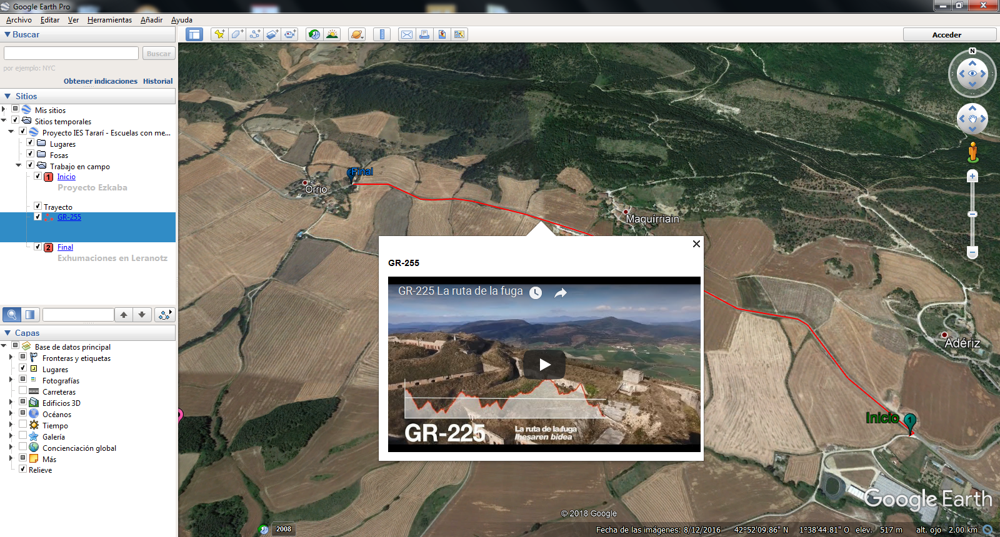 Google Earth Pro
Archivo Editar Ver Herramientas Añadir Ayuda
Buscar
Buscar
por ejemplo: NYC
Obtener indicaciones Historial
Sitios
Mis sitios
Sitios temporales
Proyecto IES Tararí - Escuelas con me...
Lugares
Fosas
Trabajo en campo
1 Inicio
Proyecto Ezkaba
Trayecto
GR-255
2 Final
Exhumaciones en Leranotz
Capas
Base de datos principal
Fronteras y etiquetas
Lugares
Fotografías
Carreteras
Edificios 3D
Océanos
Tiempo
Galería
Concienciación global
Más
Relieve
Acceder
N
Final
Orrio
Maquírriain
GR-255
GR-225 La ruta de la fuga
GR-225
La ruta de la fuga
Ihesaren bidea
Adériz
Inicio
1
Google Earth
© 2018 Google
2008
Fecha de las imágenes: 8/12/2016 42°52'09.86" N 1°38'44.81" O elev. 517 m alt. ojo 2.00 km